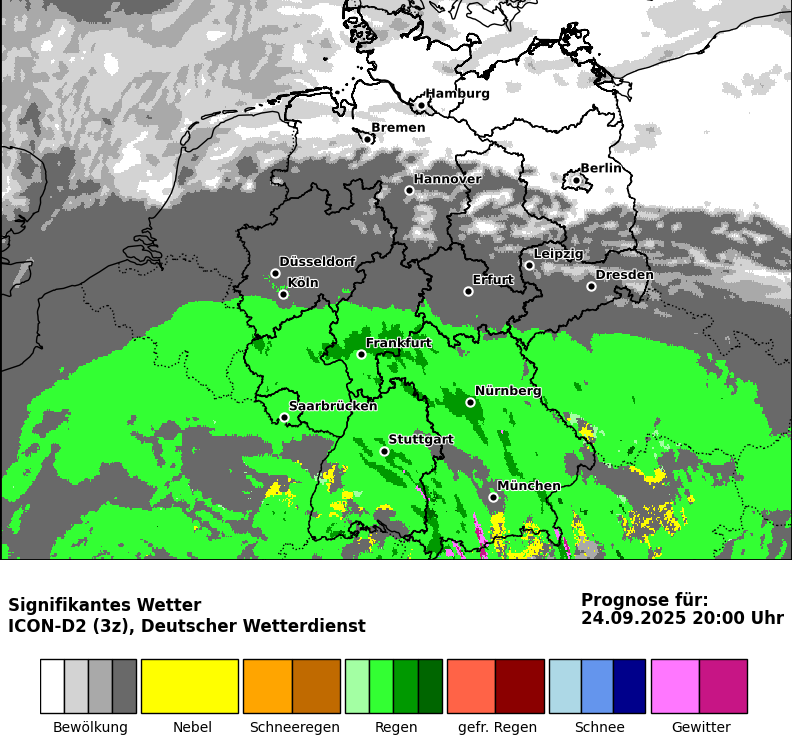 Hamburg
Bremen
Berlin
Hannover
Düsseldorf
Leipzig
Köln
Erfurt
Dresden
Frankfurt
Nürnberg
Saarbrücken
Stuttgart
München
Signifikantes Wetter
ICON-D2 (3z), Deutscher Wetterdienst
Prognose für:
24.09.2025 20:00 Uhr
Bewölkung Nebel Schneeregen Regen gefr. Regen Schnee Gewitter